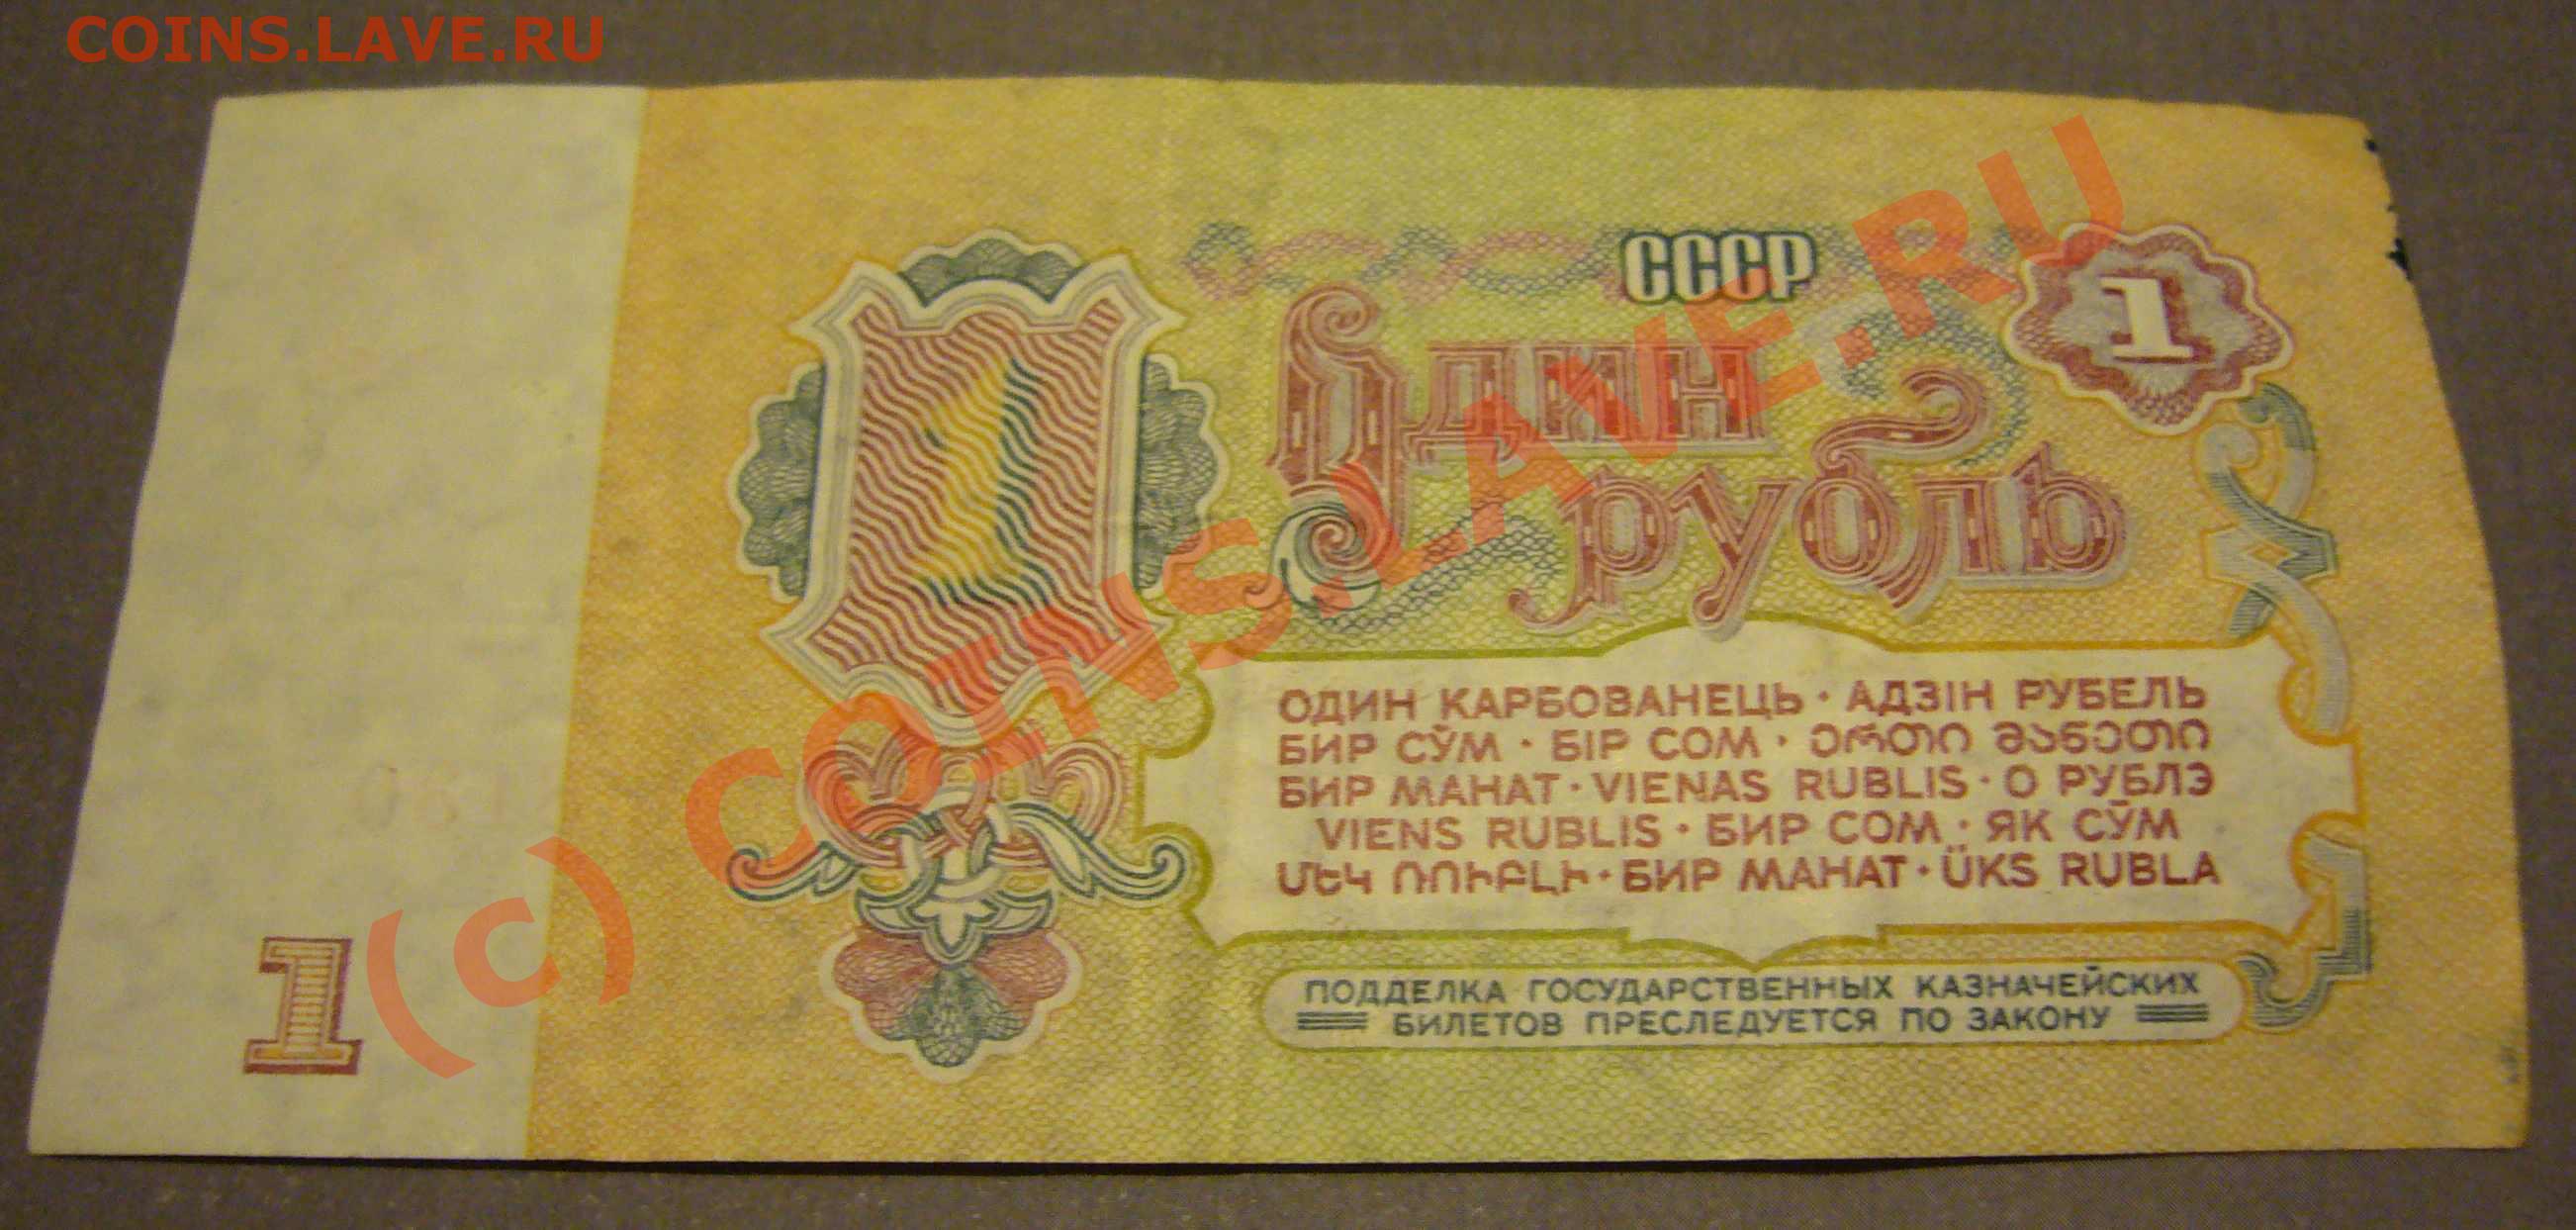 COINS.LAVE.RU
СССР
1
Один
рубль
1
ОДИН КАРБОВАНЕЦЬ · АДЗІН РУБЕЛЬ
БИР СЎМ · БІР СОМ · ერთი მანეთი
БИР МАНАТ · VIENAS RUBLIS · О РУБЛЭ
VIENS RUBLIS · БИР СОМ · ЯК СӮМ
ՄԵԿ ՌՈՒԲԼԻ · БИР МАНАТ · ÜKS RUBLA
ПОДДЕЛКА ГОСУДАРСТВЕННЫХ КАЗНАЧЕЙСКИХ
БИЛЕТОВ ПРЕСЛЕДУЕТСЯ ПО ЗАКОНУ
1
(c) COINS.LAVE.RU